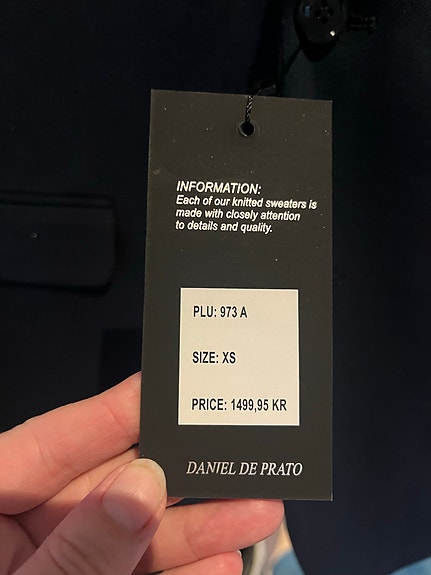 INFORMATION:
Each of our knitted sweaters is
made with closely attention
to details and quality.
PLU: 973 A
SIZE: XS
PRICE: 1499,95 KR
DANIEL DE PRATO